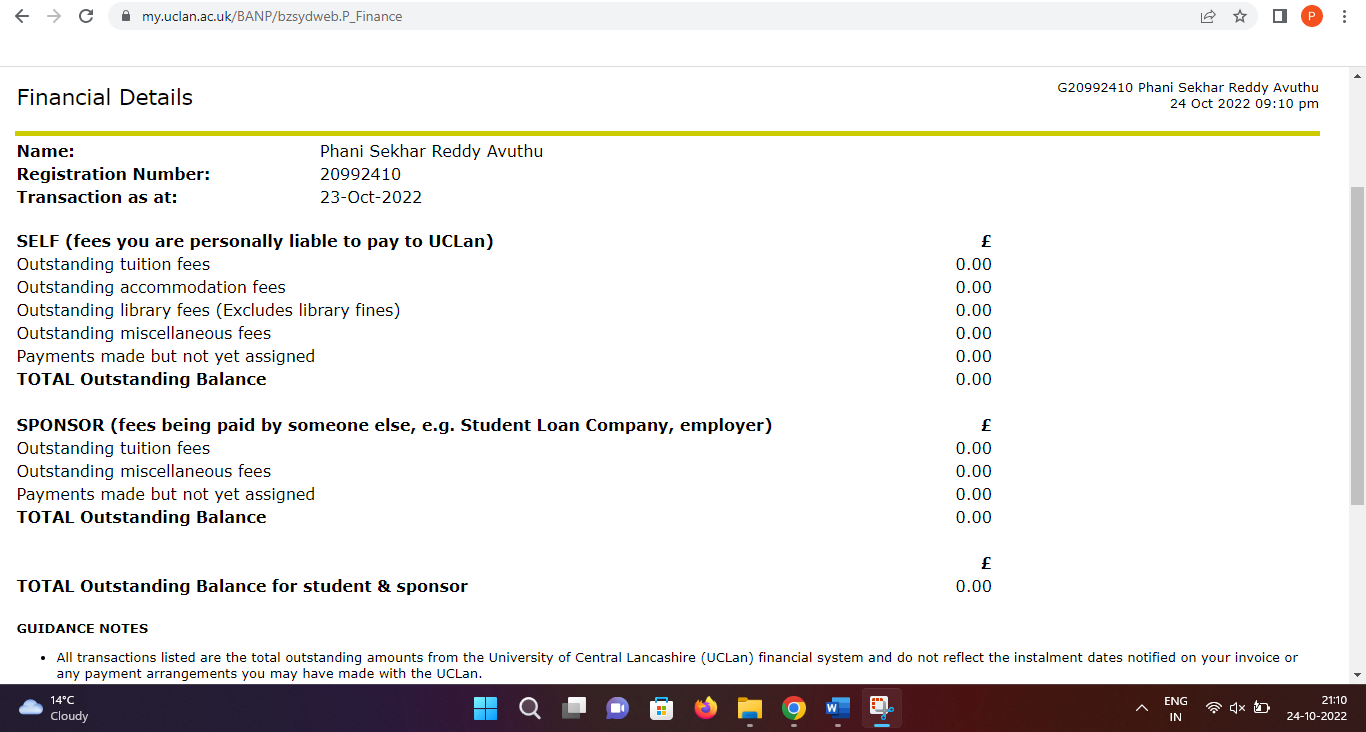 my.uclan.ac.uk/BANP/bzsydweb.P_Finance
P
Financial Details
G20992410 Phani Sekhar Reddy Avuthu
24 Oct 2022 09:10 pm
Name: Phani Sekhar Reddy Avuthu
Registration Number: 20992410
Transaction as at: 23-Oct-2022
SELF (fees you are personally liable to pay to UCLan) £
Outstanding tuition fees 0.00
Outstanding accommodation fees 0.00
Outstanding library fees (Excludes library fines) 0.00
Outstanding miscellaneous fees 0.00
Payments made but not yet assigned 0.00
TOTAL Outstanding Balance 0.00
SPONSOR (fees being paid by someone else, e.g. Student Loan Company, employer) £
Outstanding tuition fees 0.00
Outstanding miscellaneous fees 0.00
Payments made but not yet assigned 0.00
TOTAL Outstanding Balance 0.00
£
TOTAL Outstanding Balance for student & sponsor 0.00
GUIDANCE NOTES
• All transactions listed are the total outstanding amounts from the University of Central Lancashire (UCLan) financial system and do not reflect the instalment dates notified on your invoice or
any payment arrangements you may have made with the UCLan.
14°C
Cloudy
W
ENG
IN
21:10
24-10-2022